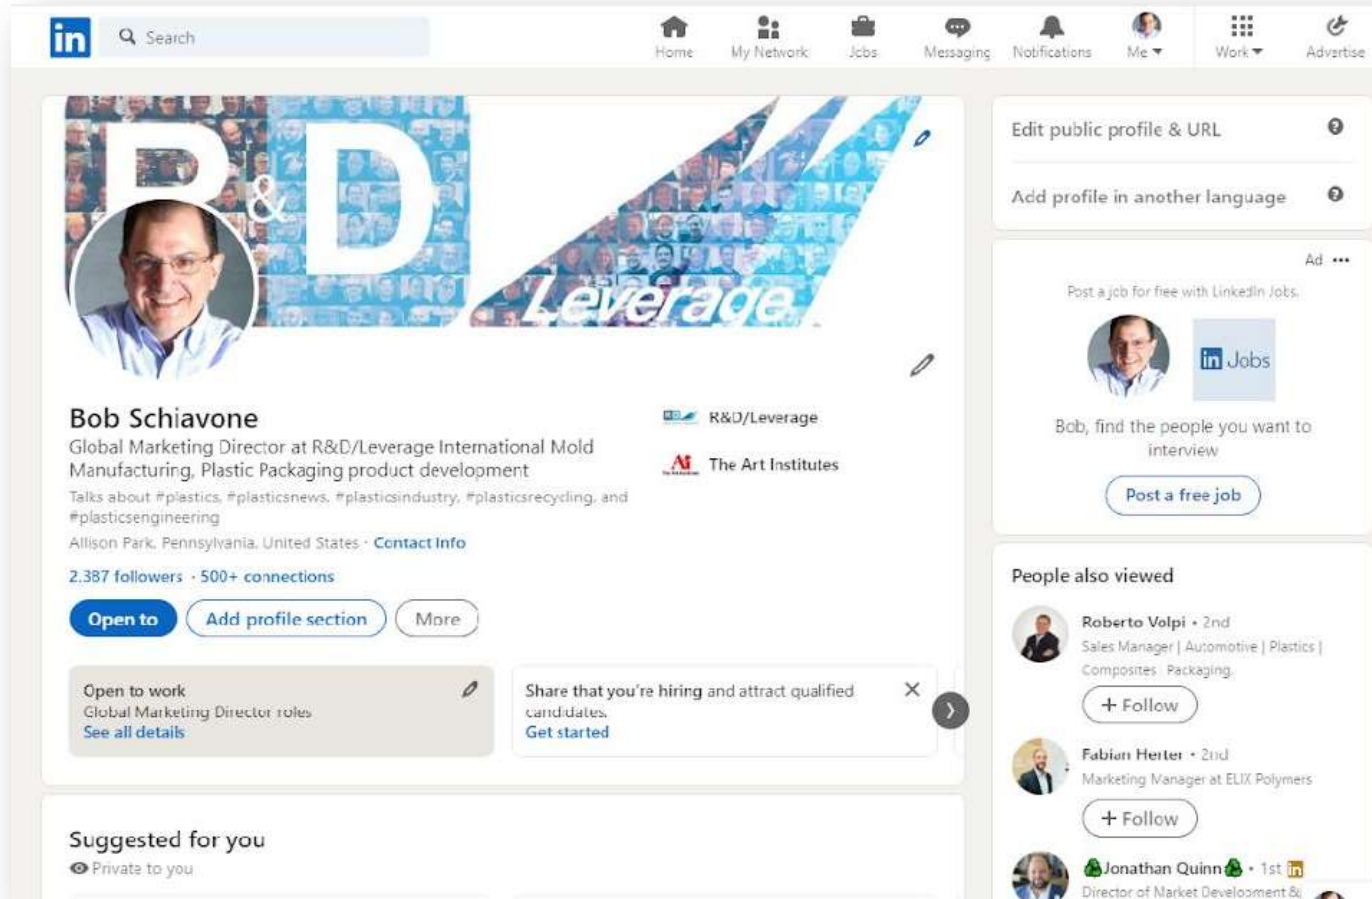 in Search
Home
My Network
Jobs
Messaging
Notifications
Me
Work
Advertise
R&D
Leverage
Edit public profile & URL
Add profile in another language
Ad
Post a job for free with LinkedIn Jobs.
in Jobs
Bob, find the people you want to
interview
Post a free job
Bob Schiavone
Global Marketing Director at R&D/Leverage International Mold
Manufacturing, Plastic Packaging product development
Talks about #plastics, #plasticsnews, #plasticsindustry, #plasticsrecycling, and
#plasticsengineering
Allison Park, Pennsylvania, United States · Contact Info
2,387 followers · 500+ connections
Open to
Add profile section
More
R&D/Leverage
The Art Institutes
Open to work
Global Marketing Director roles
See all details
Share that you're hiring and attract qualified
candidates.
Get started
Suggested for you
Private to you
People also viewed
Roberto Volpi • 2nd
Sales Manager | Automotive | Plastics |
Composites | Packaging.
+ Follow
Fabian Herter • 2nd
Marketing Manager at ELIX Polymers
+ Follow
Jonathan Quinn • 1st in
Director of Market Development &